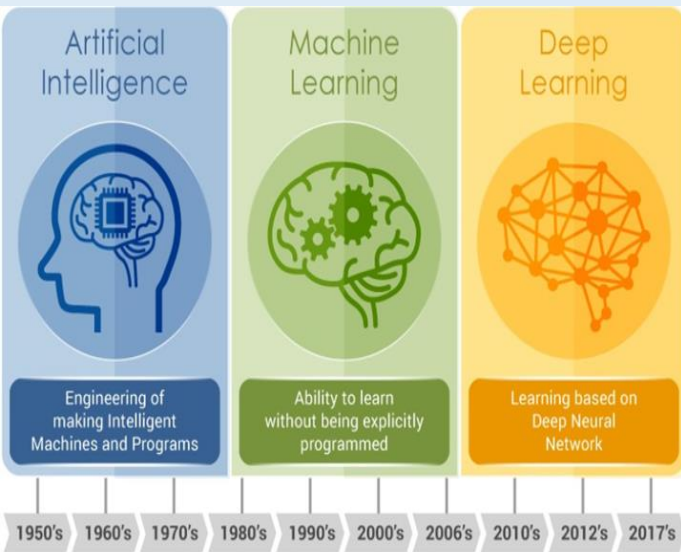 Artificial
Intelligence
Machine
Learning
Deep
Learning
Engineering of
making Intelligent
Machines and Programs
Ability to learn
without being explicitly
programmed
Learning based on
Deep Neural
Network
1950's 1960's 1970's 1980's 1990's 2000's 2006's 2010's 2012's 2017's